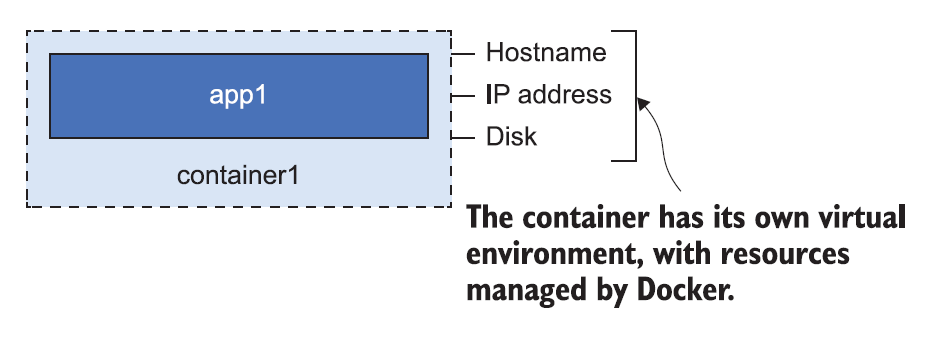 app1
container1
Hostname
IP address
Disk
The container has its own virtual
environment, with resources
managed by Docker.